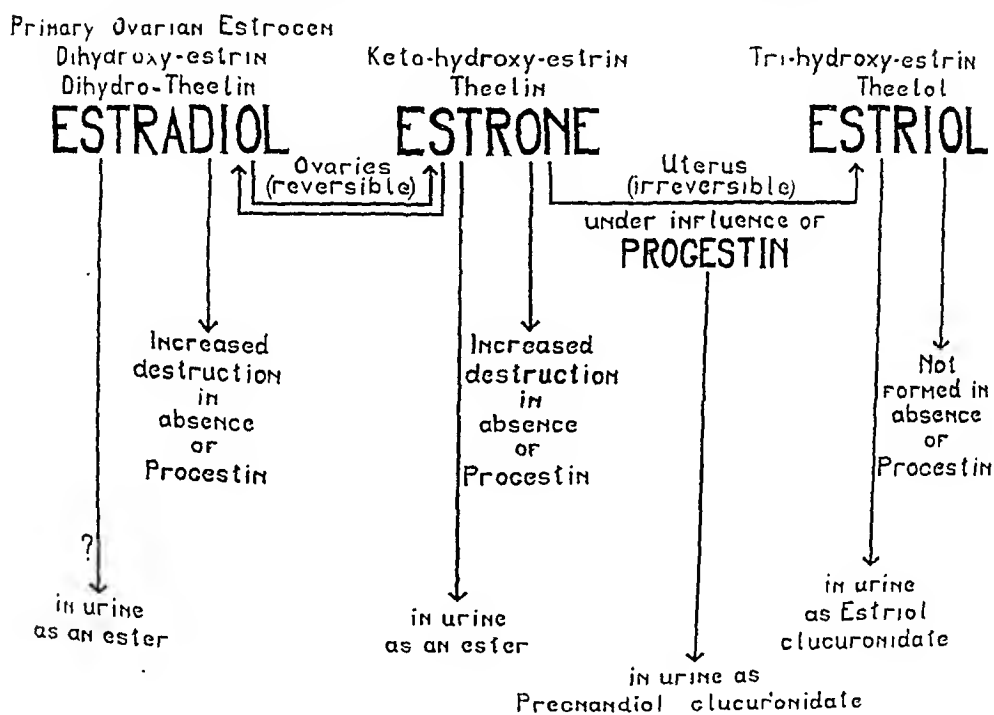 Primary Ovarian Estrogen
Dihydroxy-estrin
Dihydro-Theelin
ESTRADIOL
Keto-hydroxy-estrin
Theelin
ESTRONE
Tri-hydroxy-estrin
Theelol
ESTRIOL
Ovaries
(reversible)
Uterus
(irreversible)
under influence of
PROGESTIN
Increased
destruction
in
absence
of
Progestin
Increased
destruction
in
absence
of
Progestin
Not
formed in
absence
of
Progestin
?
in urine
as an ester
in urine
as an ester
in urine
as Estriol
glucuronidate
in urine as
Pregnandiol glucuronidate